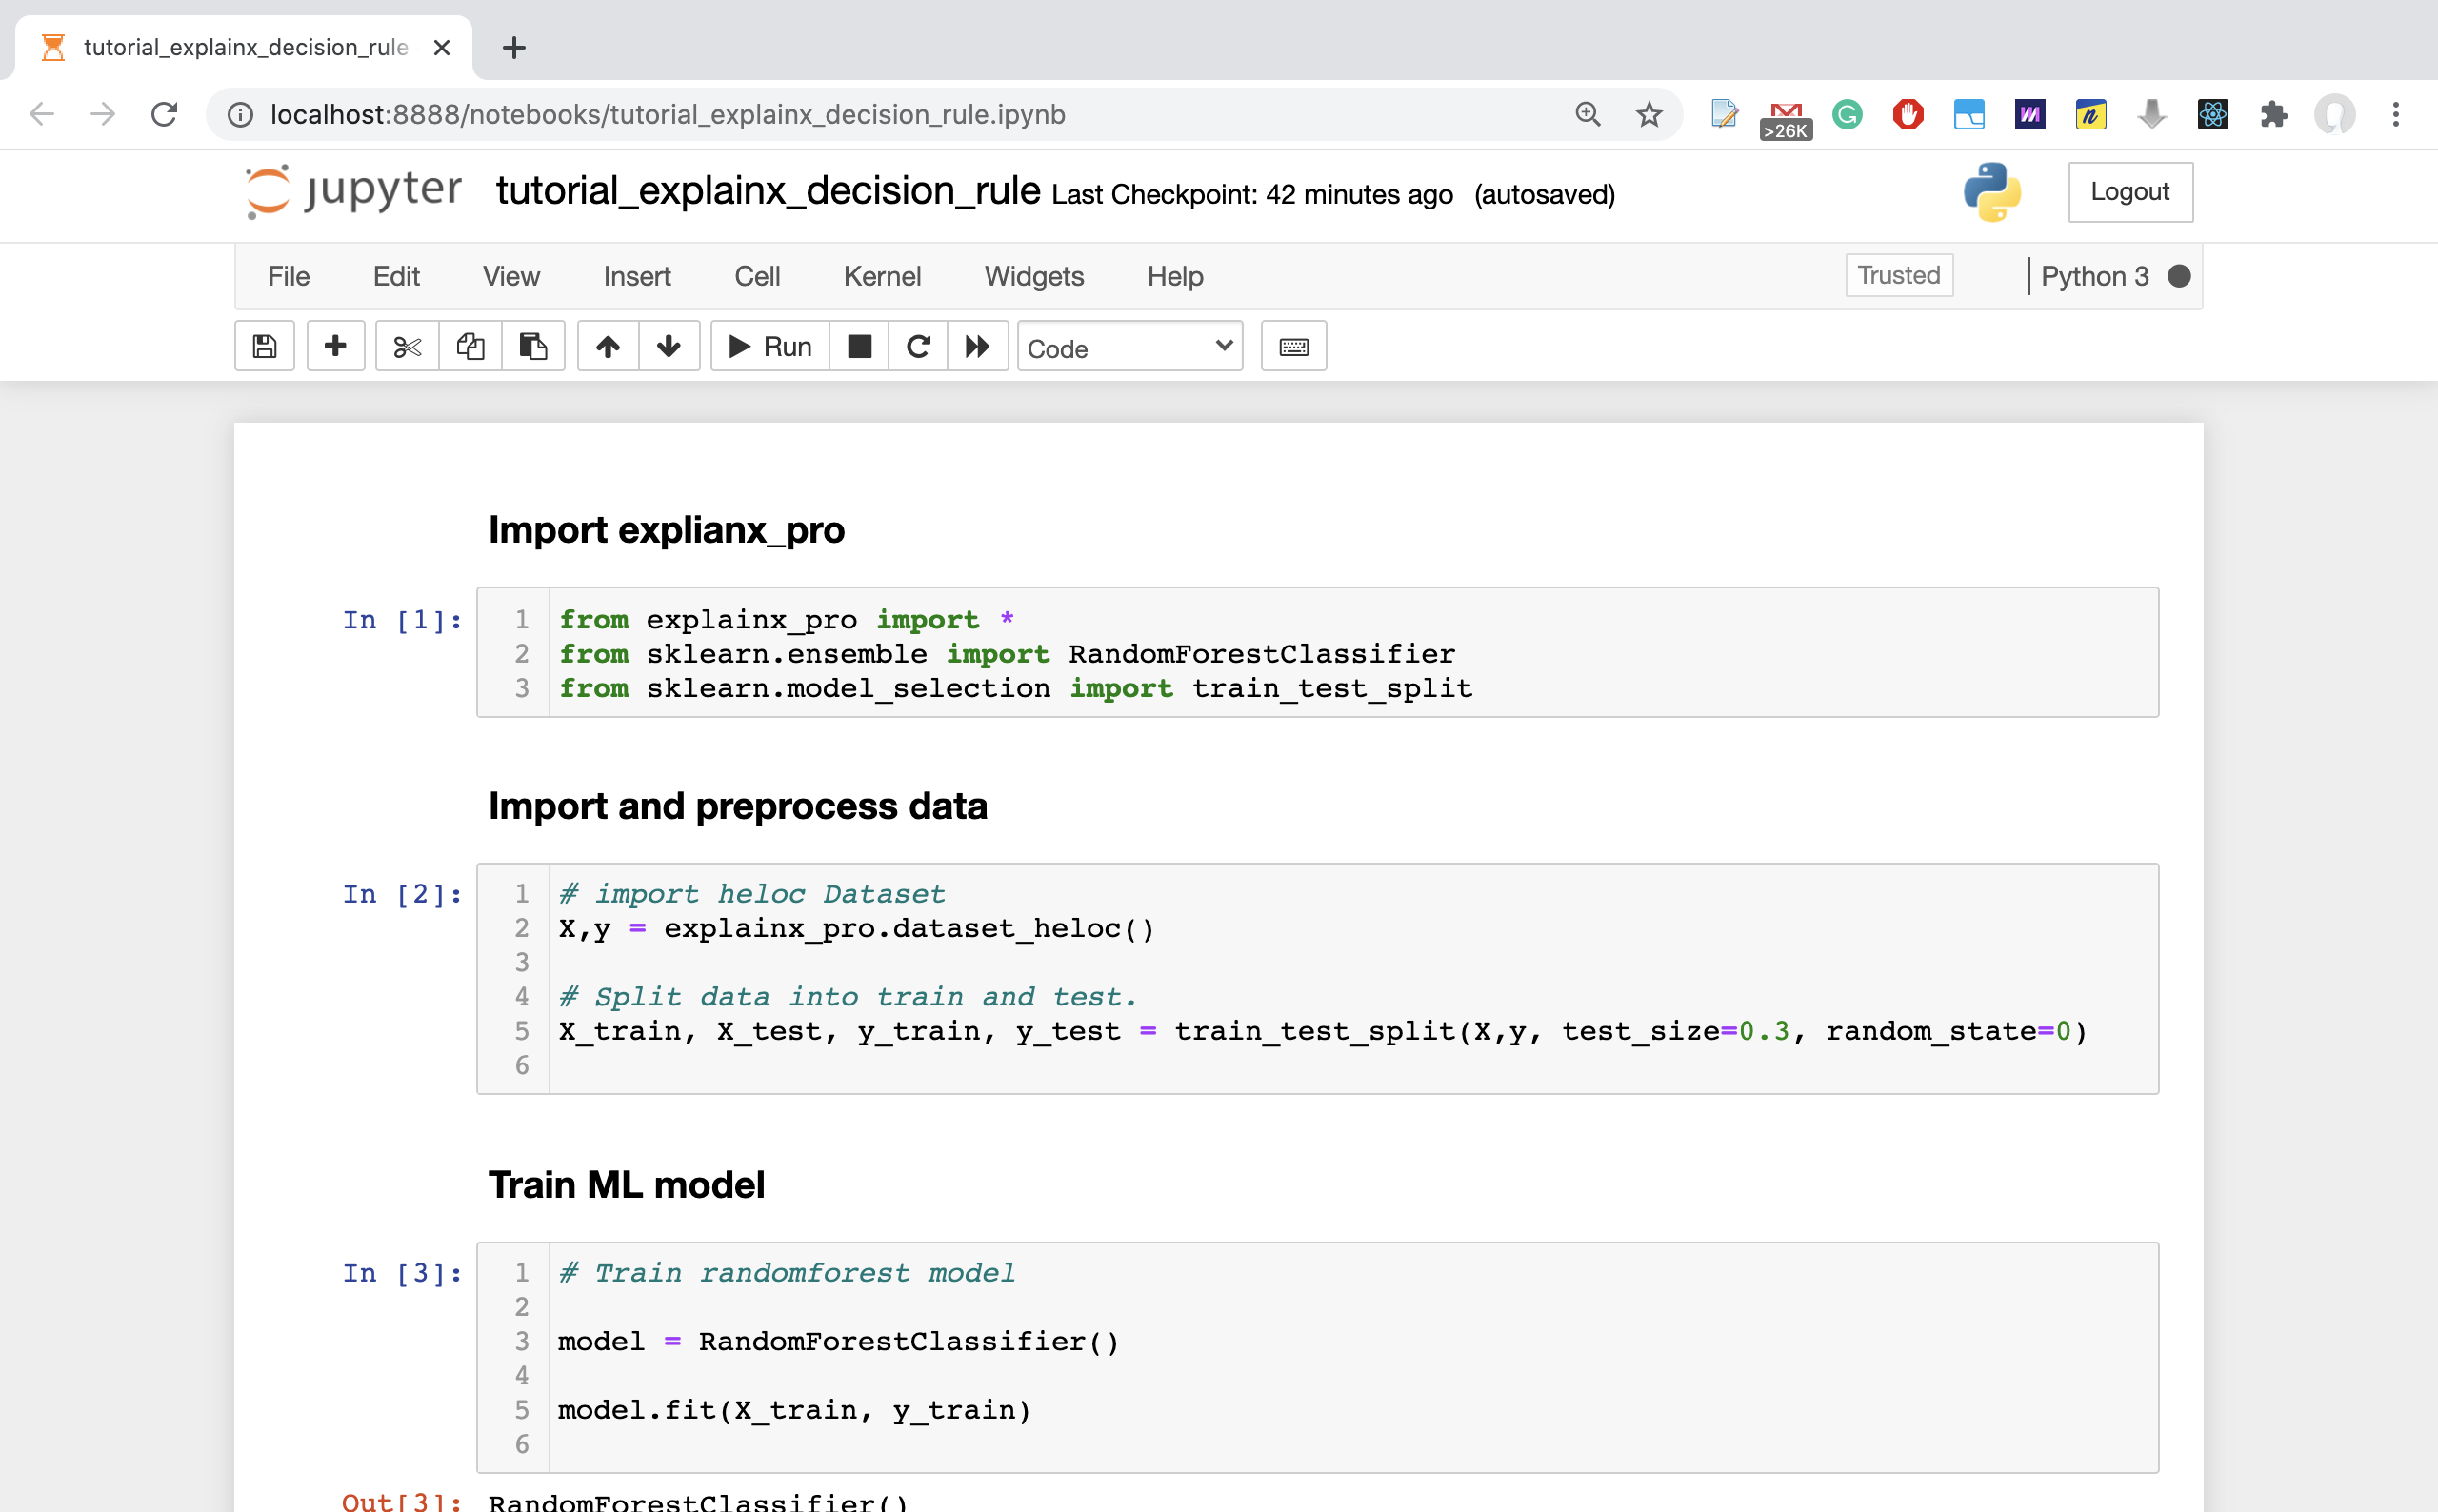 tutorial_explainx_decision_rule
localhost:8888/notebooks/tutorial_explainx_decision_rule.ipynb
>26K
jupyter tutorial_explainx_decision_rule Last Checkpoint: 42 minutes ago (autosaved)
Logout
File Edit View Insert Cell Kernel Widgets Help
Trusted
Python 3
Run
Code
Import explianx_pro
In [1]:
1 from explainx_pro import *
2 from sklearn.ensemble import RandomForestClassifier
3 from sklearn.model_selection import train_test_split
Import and preprocess data
In [2]:
1 # import heloc Dataset
2 X,y = explainx_pro.dataset_heloc()
3
4 # Split data into train and test.
5 X_train, X_test, y_train, y_test = train_test_split(X,y, test_size=0.3, random_state=0)
6
Train ML model
In [3]:
1 # Train randomforest model
2
3 model = RandomForestClassifier()
4
5 model.fit(X_train, y_train)
6
Out[3]: RandomForestClassifier()